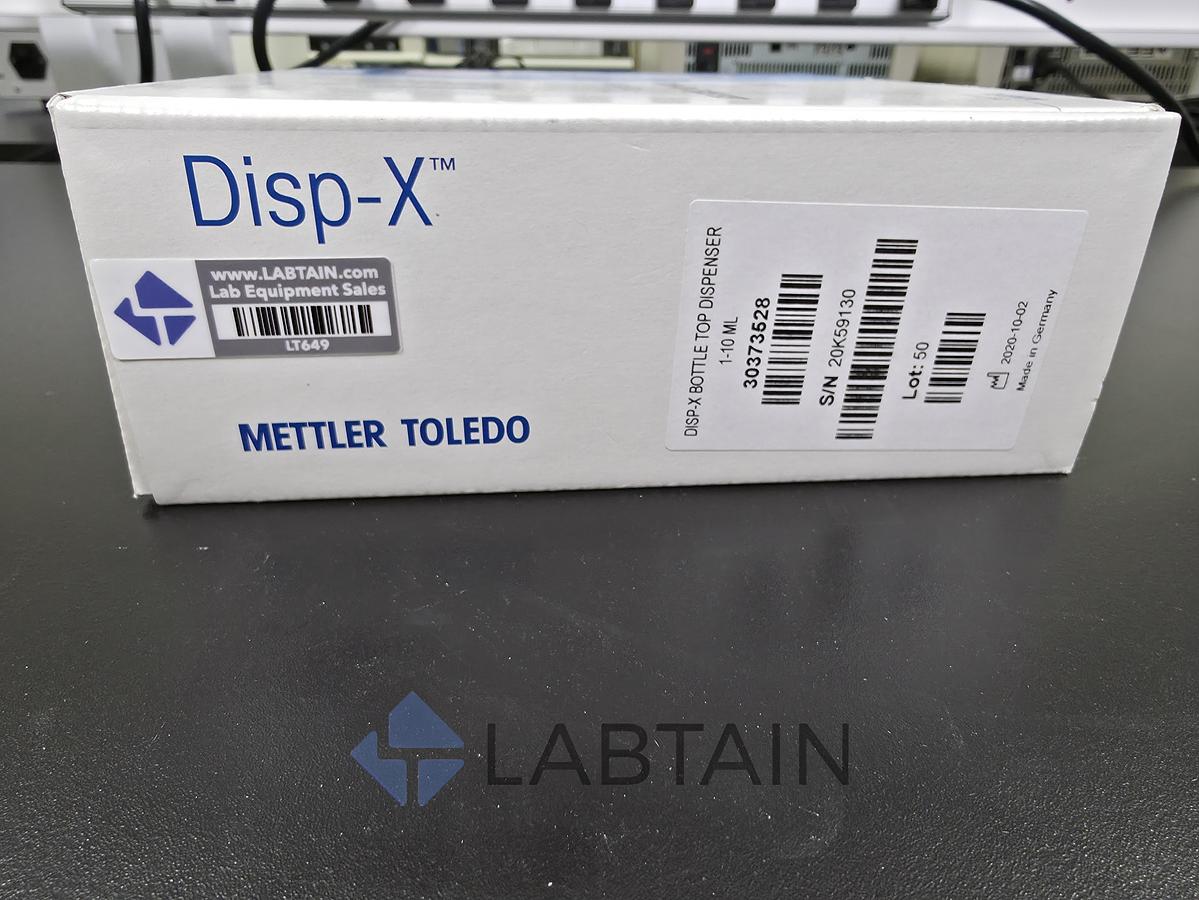 Disp-X™
www.LABTAIN.com
Lab Equipment Sales
LT649
METTLER TOLEDO
DISP-X BOTTLE TOP DISPENSER
1-10 ML
30373528
S/N 20K59130
Lot: 50
2020-10-02
Made in Germany
LABTAIN